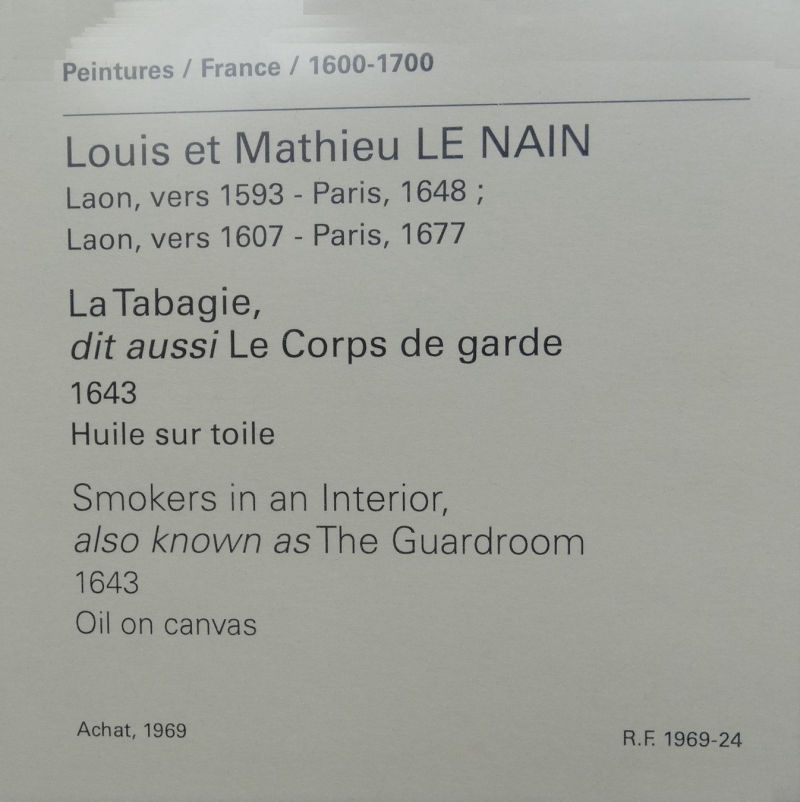 Peintures / France / 1600-1700
Louis et Mathieu LE NAIN
Laon, vers 1593 - Paris, 1648 ;
Laon, vers 1607 - Paris, 1677
La Tabagie,
dit aussi Le Corps de garde
1643
Huile sur toile
Smokers in an Interior,
also known as The Guardroom
1643
Oil on canvas
Achat, 1969
R.F. 1969-24